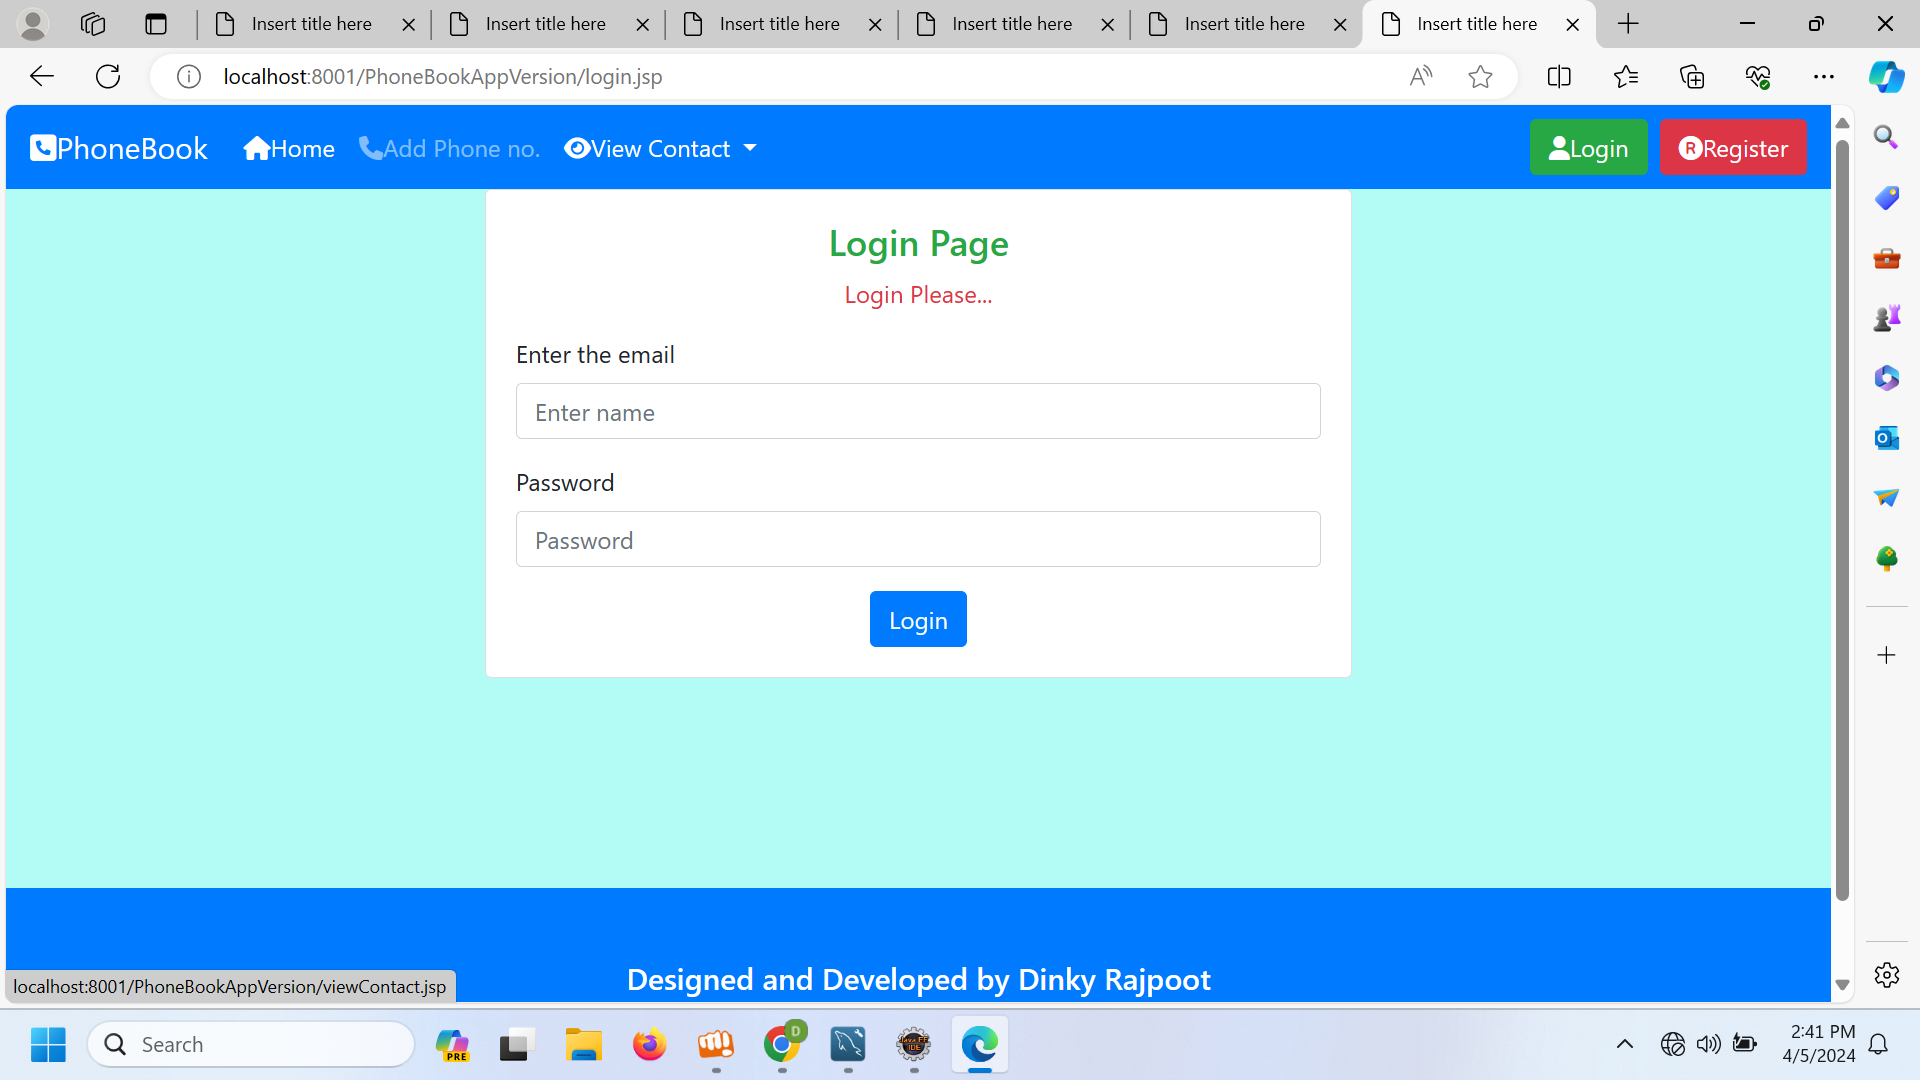 Insert title here Insert title here Insert title here Insert title here Insert title here Insert title here
localhost:8001/PhoneBookAppVersion/login.jsp
PhoneBook Home Add Phone no. View Contact Login Register
Login Page
Login Please...
Enter the email
Enter name
Password
Password
Login
Designed and Developed by Dinky Rajpoot
localhost:8001/PhoneBookAppVersion/viewContact.jsp
Search PRE D 2:41 PM
4/5/2024